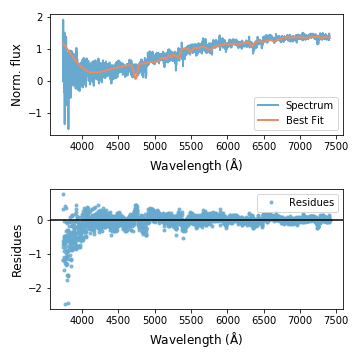 Norm. flux
2
1
0
−1
Spectrum
Best Fit
4000 4500 5000 5500 6000 6500 7000 7500
Wavelength (Å)
Residues
0
−1
−2
Residues
4000 4500 5000 5500 6000 6500 7000 7500
Wavelength (Å)